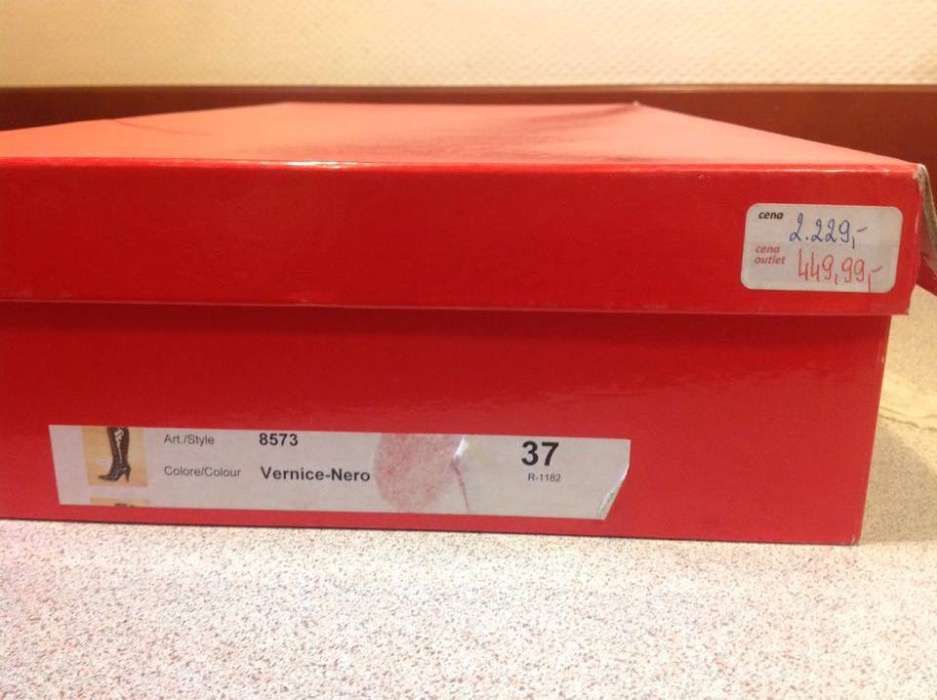 cena
2.229,-
cena
outlet 449,99,-
Art./Style 8573 37
Colore/Colour Vernice-Nero R-1182